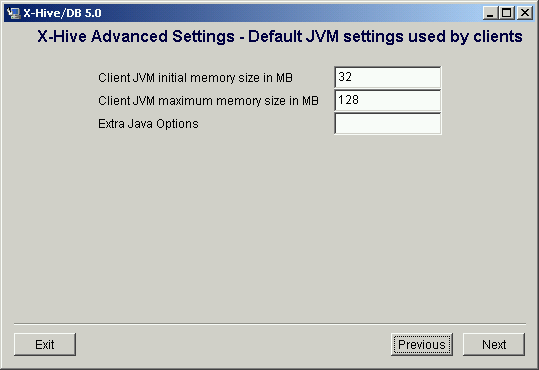 X-Hive/DB 5.0
X-Hive Advanced Settings - Default JVM settings used by clients
Client JVM initial memory size in MB 32
Client JVM maximum memory size in MB 128
Extra Java Options
Exit Previous Next